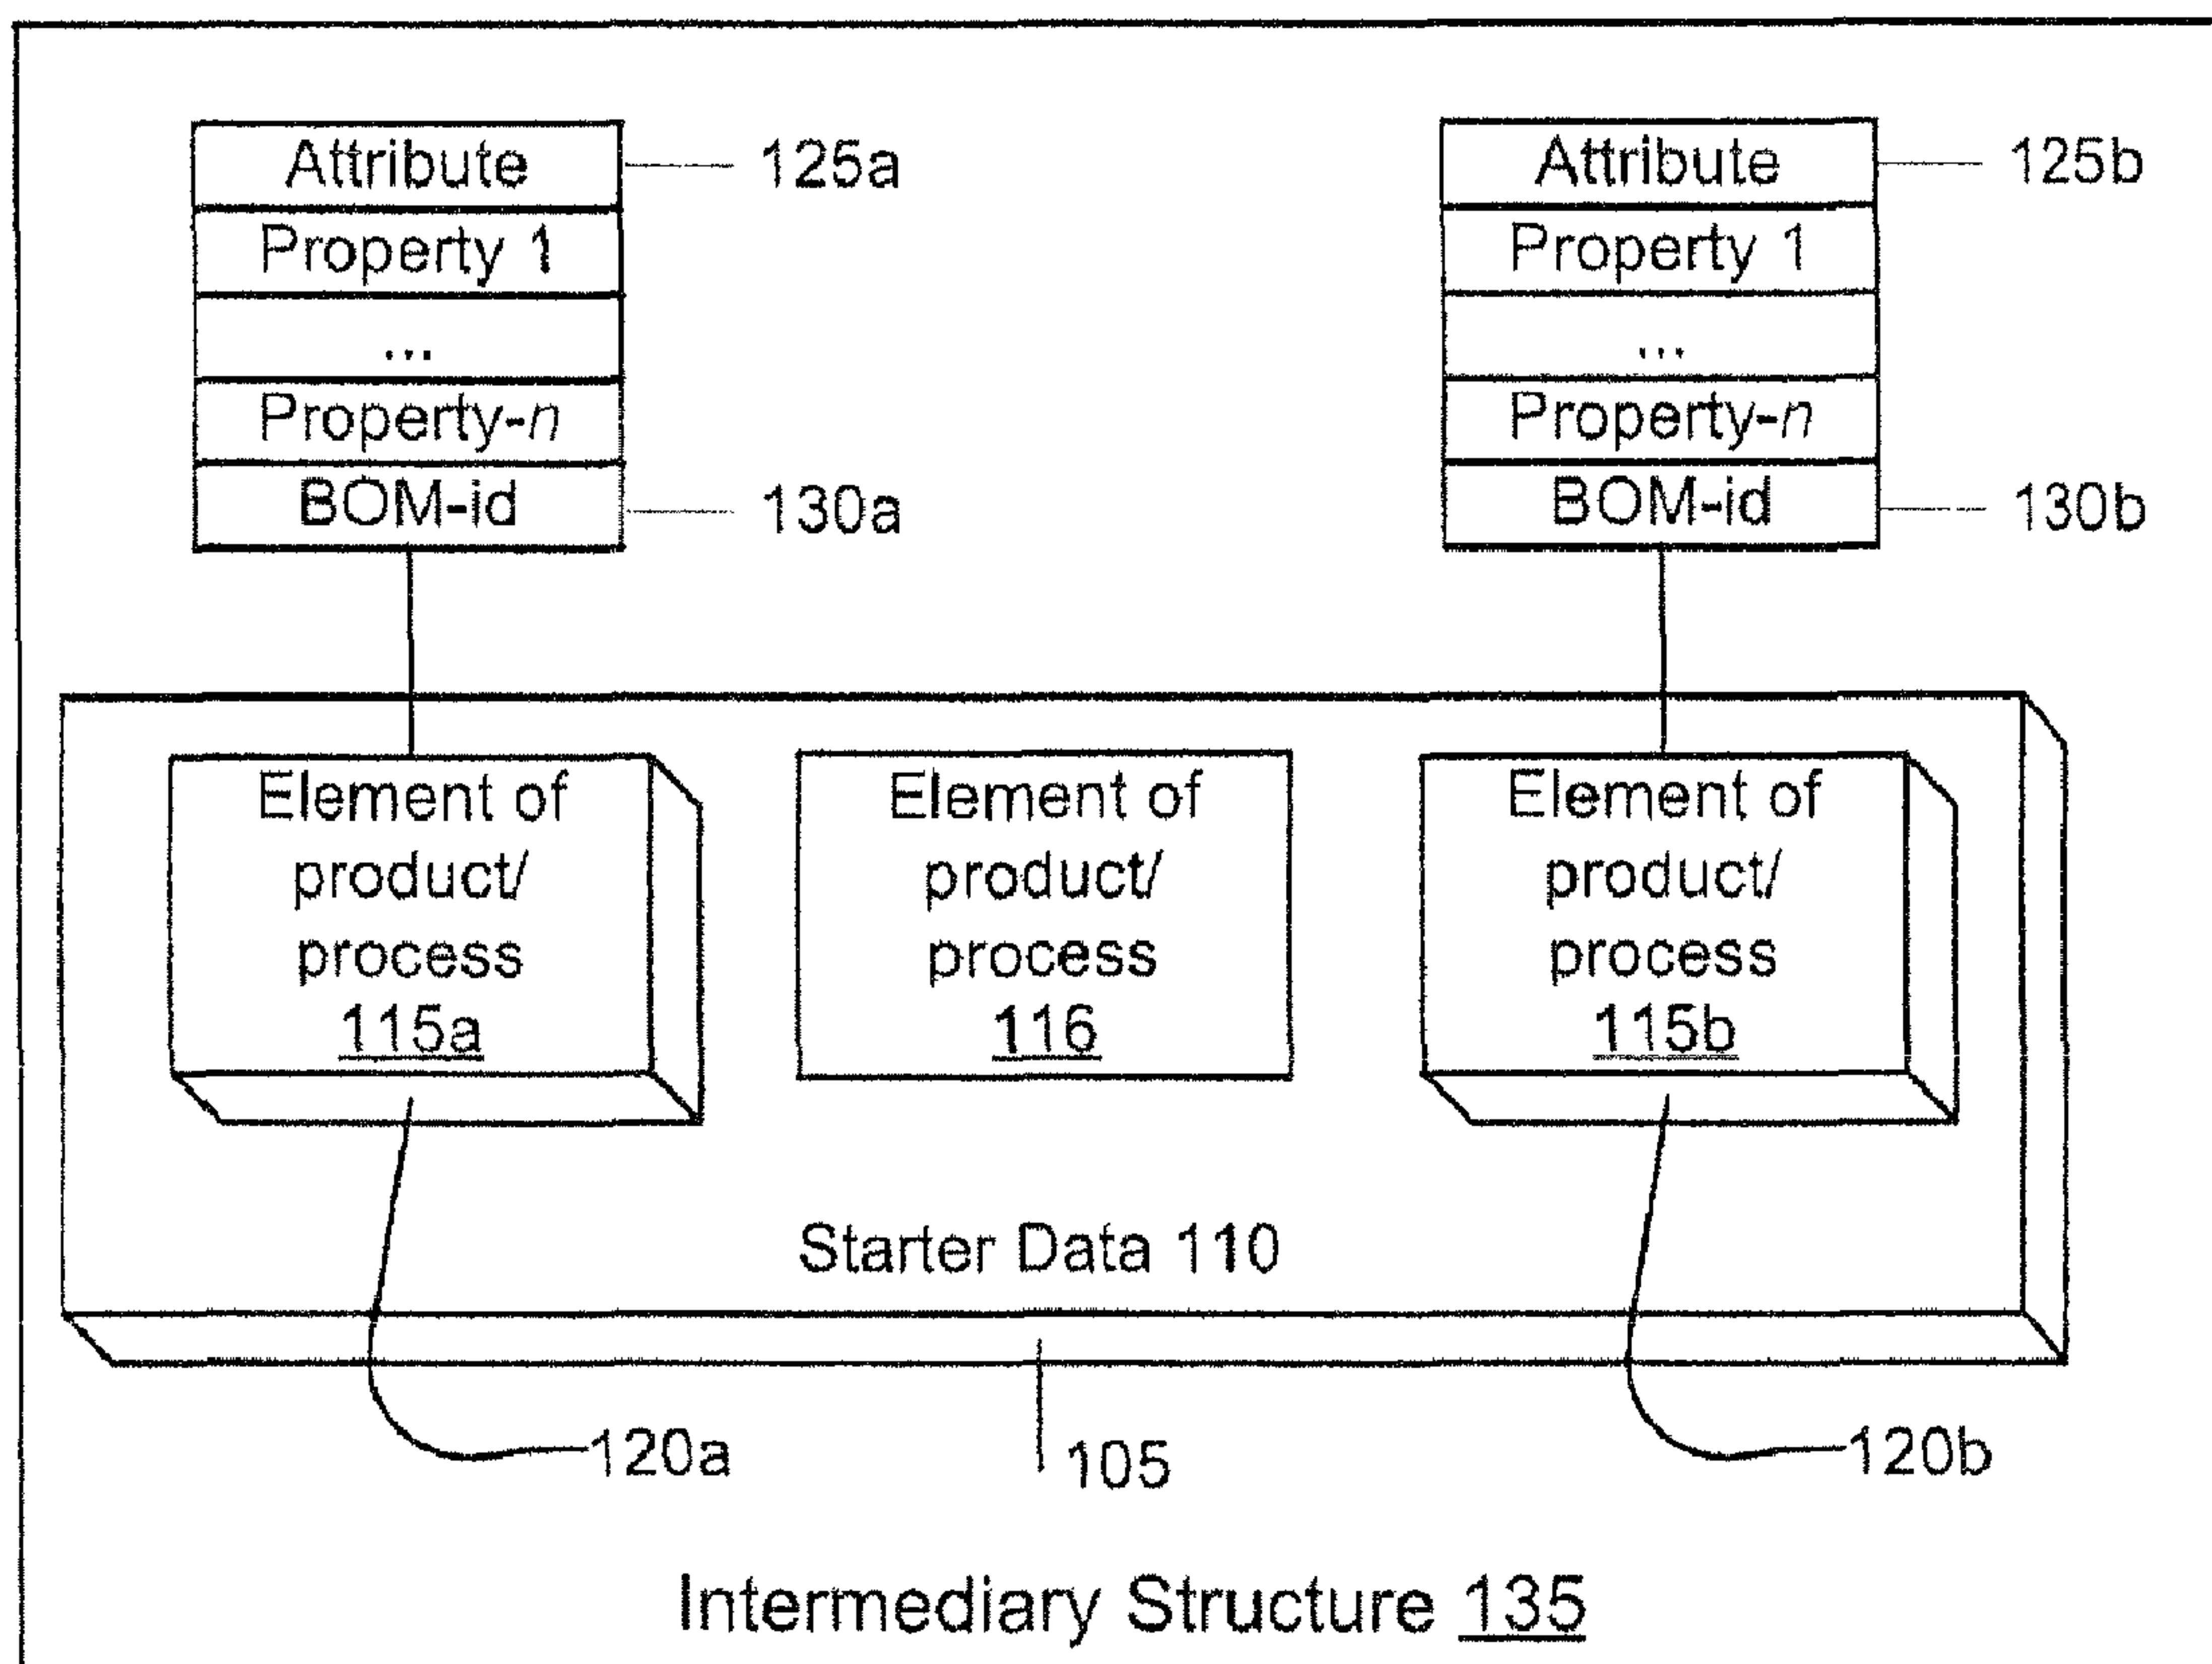 Attribute
125a
Property 1
...
Property-n
BOM-id
130a
Attribute
125b
Property 1
...
Property-n
BOM-id
130b
Element of
product/
process
115a
Element of
product/
process
116
Element of
product/
process
115b
Starter Data 110
120a
105
120b
Intermediary Structure 135